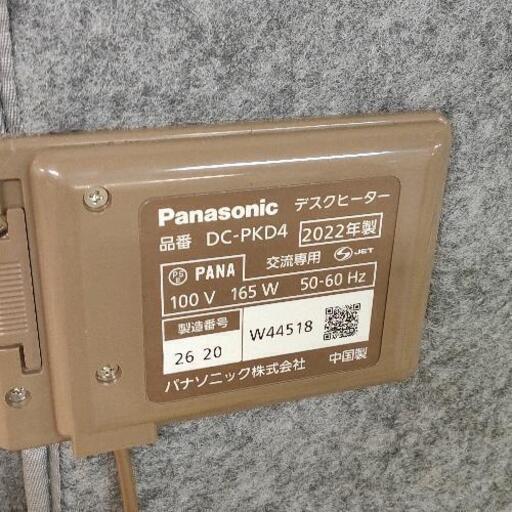 Panasonic デスクヒーター
品番 DC-PKD4 2022年製
PS E PANA 交流専用 S JET
100 V 165 W 50-60 Hz
製造番号
26 20 W44518
パナソニック株式会社 中国製